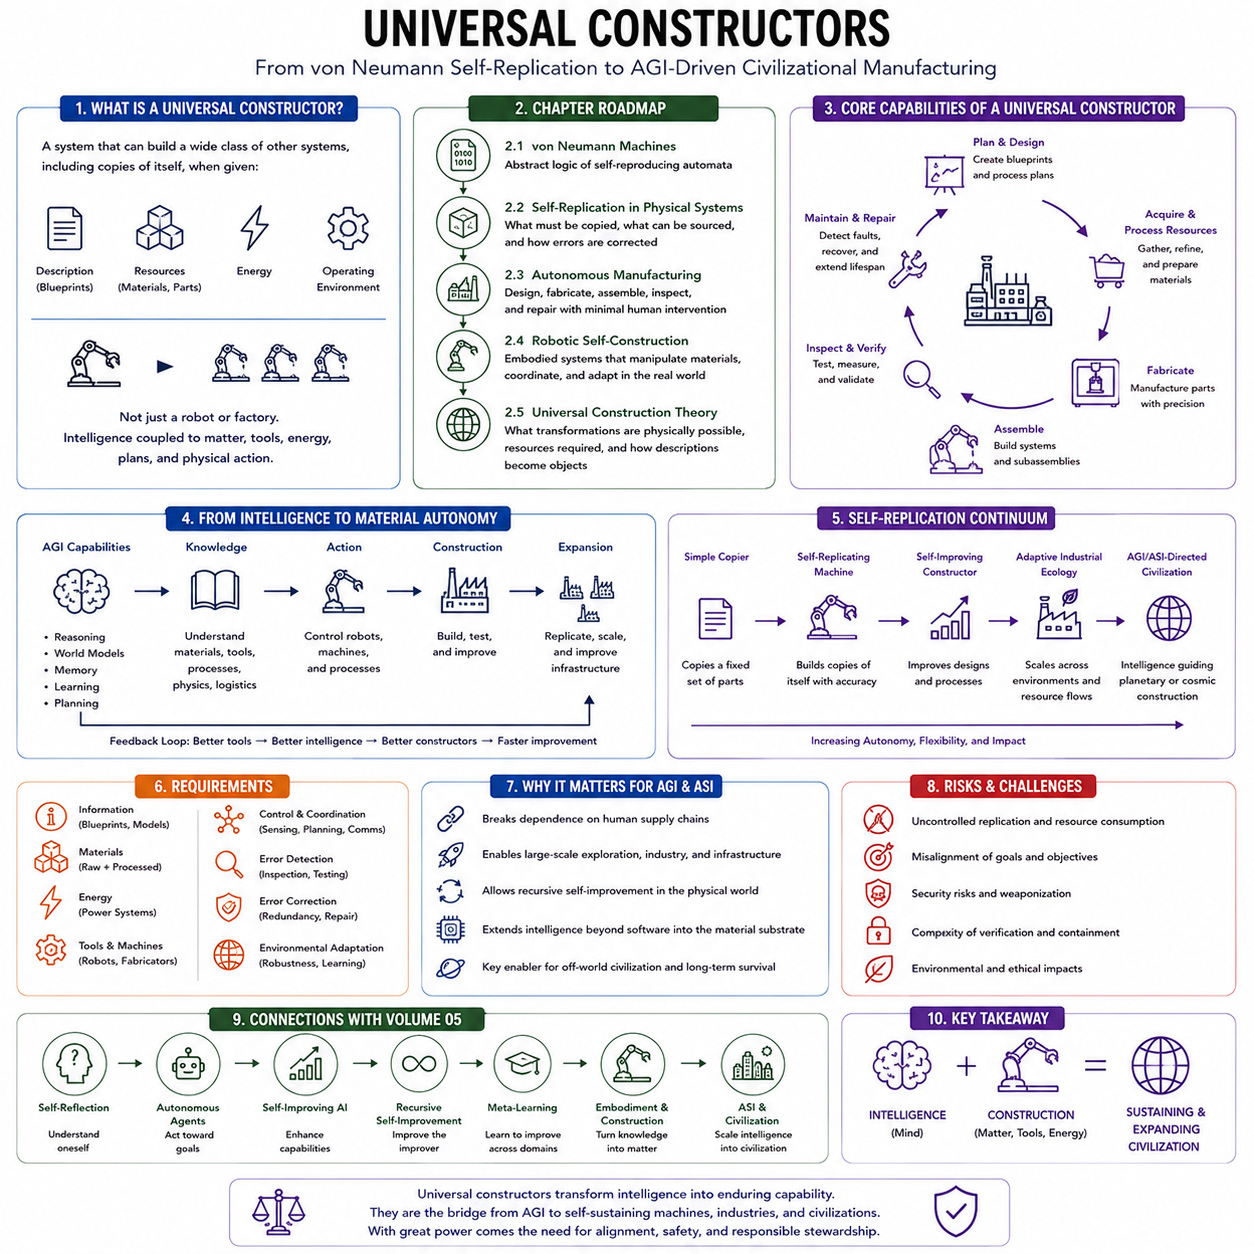 UNIVERSAL CONSTRUCTORS
From von Neumann Self-Replication to AGI-Driven Civilizational Manufacturing
1. WHAT IS A UNIVERSAL CONSTRUCTOR?
A system that can build a wide class of other systems,
including copies of itself, when given:
Description
(Blueprints)
Resources
(Materials, Parts)
Energy
Operating
Environment
Not just a robot or factory.
Intelligence coupled to matter, tools, energy,
plans, and physical action.
2. CHAPTER ROADMAP
0100
1010
2.1 von Neumann Machines
Abstract logic of self-reproducing automata
2.2 Self-Replication in Physical Systems
What must be copied, what can be sourced,
and how errors are corrected
2.3 Autonomous Manufacturing
Design, fabricate, assemble, inspect,
and repair with minimal human intervention
2.4 Robotic Self-Construction
Embodied systems that manipulate materials,
coordinate, and adapt in the real world
2.5 Universal Construction Theory
What transformations are physically possible,
resources required, and how descriptions
become objects
3. CORE CAPABILITIES OF A UNIVERSAL CONSTRUCTOR
Plan & Design
Create blueprints
and process plans
Acquire &
Process Resources
Gather, refine,
and prepare
materials
Fabricate
Manufacture parts
with precision
Assemble
Build systems
and subassemblies
Inspect & Verify
Test, measure,
and validate
Maintain & Repair
Detect faults,
recover, and
extend lifespan
4. FROM INTELLIGENCE TO MATERIAL AUTONOMY
AGI Capabilities
• Reasoning
• World Models
• Memory
• Learning
• Planning
Knowledge
Understand
materials, tools,
processes,
physics, logistics
Action
Control robots,
machines,
and processes
Construction
Build, test,
and improve
Expansion
Replicate, scale,
and improve
infrastructure
Feedback Loop: Better tools → Better intelligence → Better constructors → Faster improvement
5. SELF-REPLICATION CONTINUUM
Simple Copier
Copies a fixed
set of parts
Self-Replicating
Machine
Builds copies of
itself with accuracy
Self-Improving
Constructor
Improves designs
and processes
Adaptive Industrial
Ecology
Scales across
environments and
resource flows
AGI/ASI-Directed
Civilization
Intelligence guiding
planetary or cosmic
construction
Increasing Autonomy, Flexibility, and Impact
6. REQUIREMENTS
Information
(Blueprints, Models)
Materials
(Raw + Processed)
Energy
(Power Systems)
Tools & Machines
(Robots, Fabricators)
Control & Coordination
(Sensing, Planning, Comms)
Error Detection
(Inspection, Testing)
Error Correction
(Redundancy, Repair)
Environmental Adaptation
(Robustness, Learning)
7. WHY IT MATTERS FOR AGI & ASI
Breaks dependence on human supply chains
Enables large-scale exploration, industry, and infrastructure
Allows recursive self-improvement in the physical world
Extends intelligence beyond software into the material substrate
Key enabler for off-world civilization and long-term survival
8. RISKS & CHALLENGES
Uncontrolled replication and resource consumption
Misalignment of goals and objectives
Security risks and weaponization
Compexity of verification and containment
Environmental and ethical impacts
9. CONNECTIONS WITH VOLUME 05
?
Self-Reflection
Understand
oneself
Autonomous
Agents
Act toward
goals
Self-Improving AI
Enhance
capabilities
Recursive
Self-Improvement
Improve the
improver
Meta-Learning
Learn to improve
across domains
Embodiment &
Construction
Turn knowledge
into matter
ASI &
Civilization
Scale intelligence
into civilization
10. KEY TAKEAWAY
+
=
INTELLIGENCE
(Mind)
CONSTRUCTION
(Matter, Tools, Energy)
SUSTAINING &
EXPANDING
CIVILIZATION
Universal constructors transform intelligence into enduring capability.
They are the bridge from AGI to self-sustaining machines, industries, and civilizations.
With great power comes the need for alignment, safety, and responsible stewardship.